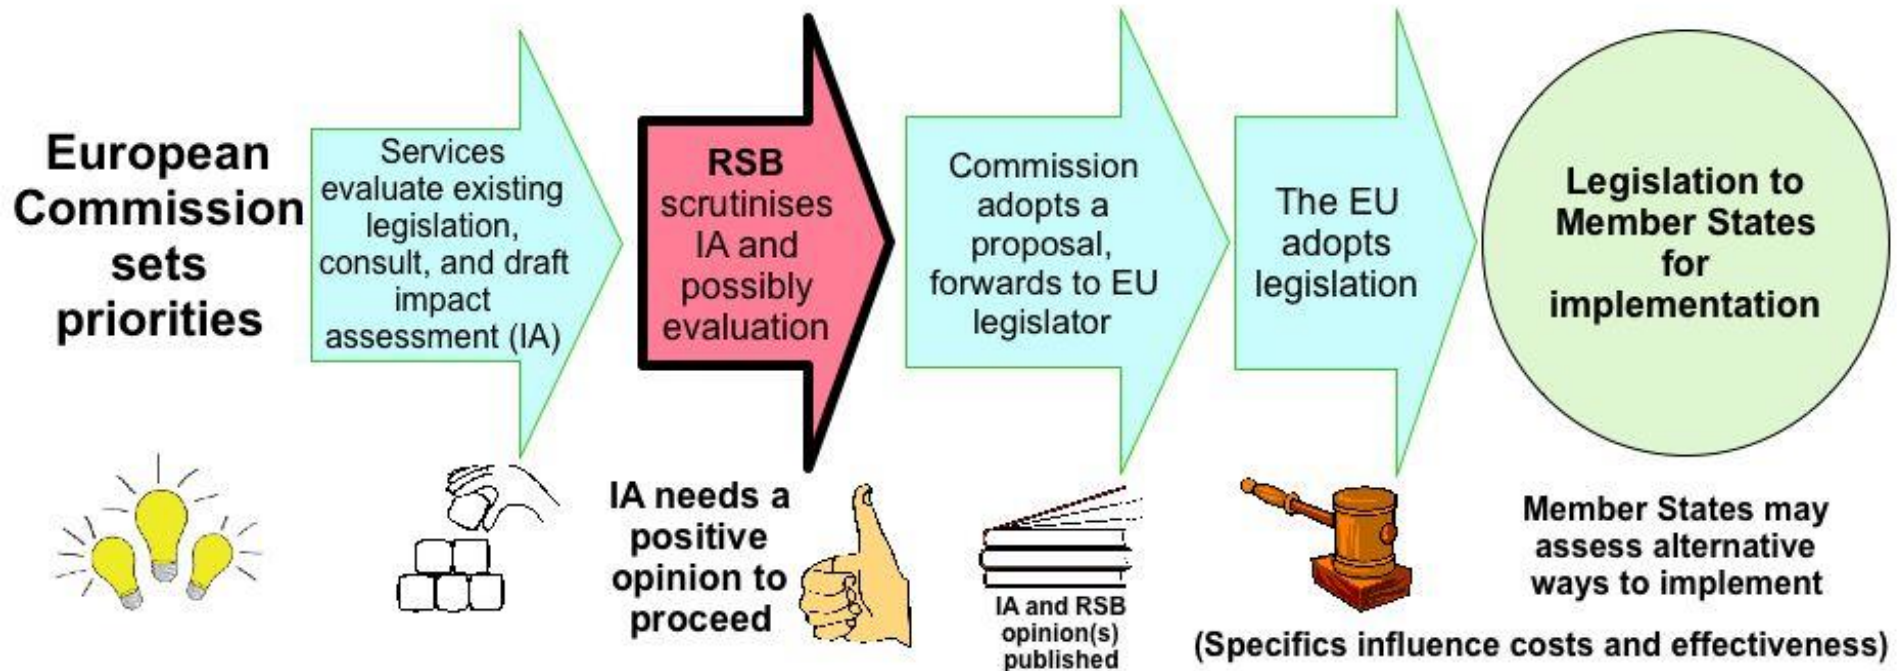 European
Commission
sets
priorities
Services
evaluate existing
legislation,
consult, and draft
impact
assessment (IA)
RSB
scrutinises
IA and
possibly
evaluation
Commission
adopts a
proposal,
forwards to EU
legislator
The EU
adopts
legislation
Legislation to
Member States
for
implementation
IA needs a
positive
opinion to
proceed
IA and RSB
opinion(s)
published
Member States may
assess alternative
ways to implement
(Specifics influence costs and effectiveness)